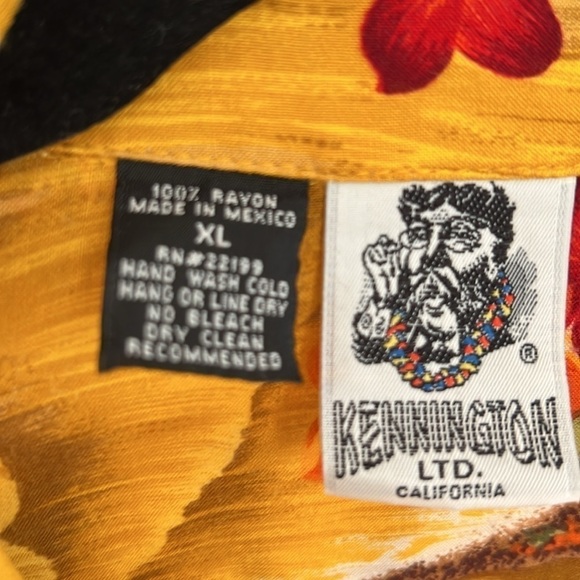 100% RAYON
MADE IN MEXICO
XL
RN#22199
HAND WASH COLD
HANG OR LINE DRY
NO BLEACH
DRY CLEAN
RECOMMENDED
®
KENNINGTON
LTD.
CALIFORNIA